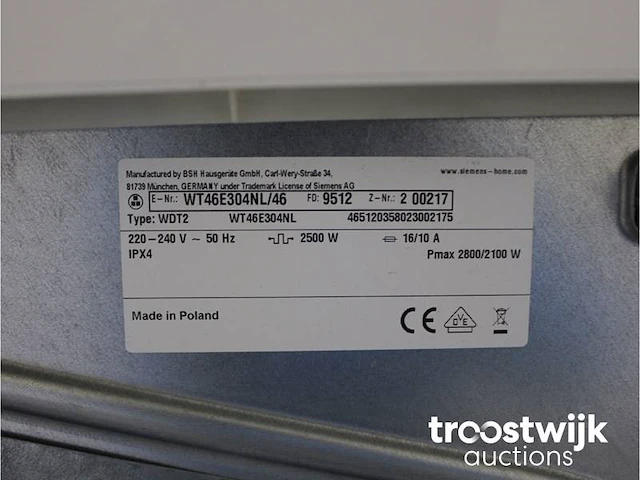 Manufactured by BSH Hausgeräte GmbH, Carl-Wery-Straße 34, www.siemens-home.com
81739 München, GERMANY under Trademark License of Siemens AG
E-Nr.: WT46E304NL/46 FD: 9512 Z-Nr.: 2 00217
Type: WDT2 WT46E304NL 465120358023002175
220-240 V ~ 50 Hz 2500 W 16/10 A
IPX4 Pmax 2800/2100 W
Made in Poland CE DVE
troostwijk
auctions